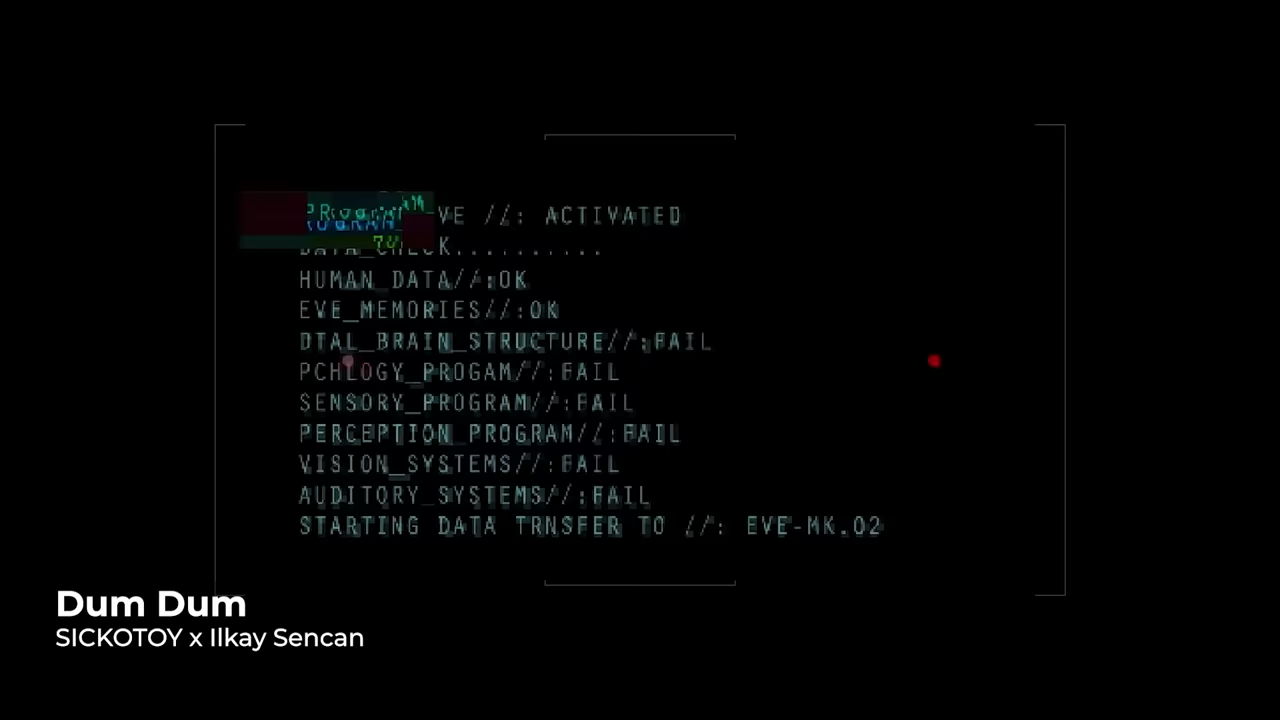 VE //: ACTIVATED
DATA_CHECK..........
HUMAN_DATA//:OK
EVE_MEMORIES//:OK
DTAL_BRAIN_STRUCTURE//:FAIL
PCHLOGY_PROGAM//:FAIL
SENSORY_PROGRAM//:FAIL
PERCEPTION_PROGRAM//:FAIL
VISION_SYSTEMS//:FAIL
AUDITORY_SYSTEMS//:FAIL
STARTING DATA TRNSFER TO //: EVE-MK.02
Dum Dum
SICKOTOY x Ilkay Sencan